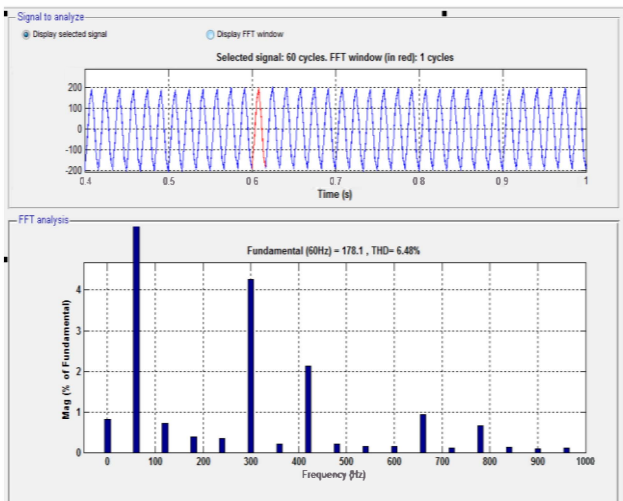 Signal to analyze
Display selected signal
Display FFT window
Selected signal: 60 cycles. FFT window (in red): 1 cycles
200
100
0
-100
-200
0.4 0.5 0.6 0.7 0.8 0.9 1
Time (s)
FFT analysis
Fundamental (60Hz) = 178.1 , THD= 6.48%
Mag (% of Fundamental)
4
3
2
1
0
0 100 200 300 400 500 600 700 800 900 1000
Frequency (Hz)